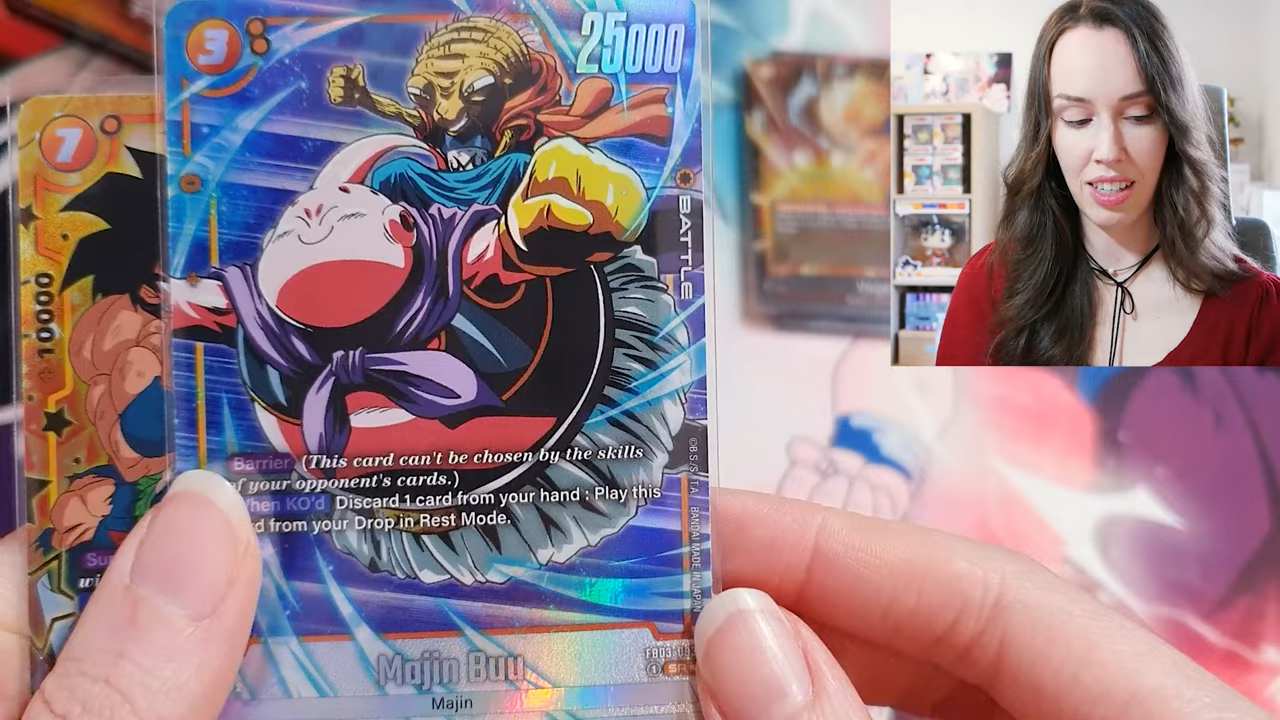 3
25000
7
BATTLE
+10000
Barrier (This card can't be chosen by the skills
of your opponent's cards.)
When KO'd Discard 1 card from your hand : Play this
from your Drop in Rest Mode.
BANDAI MADE IN JAPAN
Majin Buu
1 SR
Majin